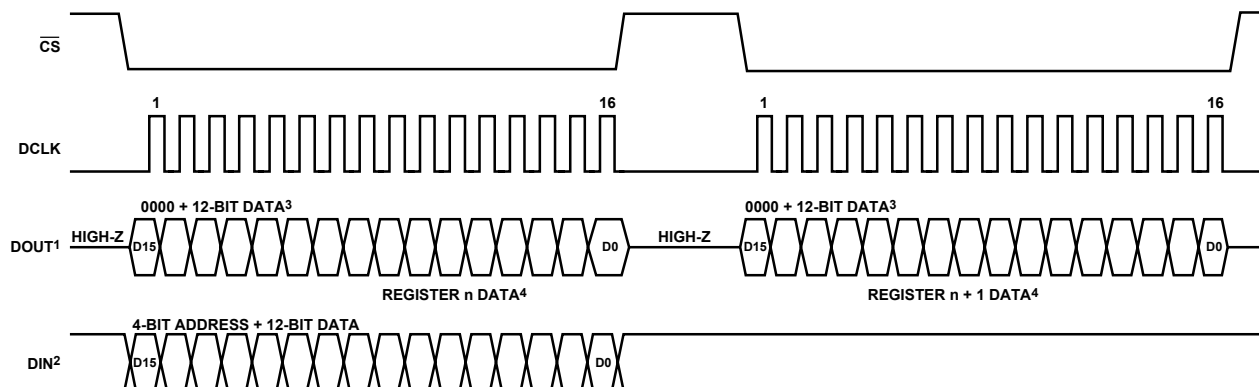 CS
1 16 1 16
DCLK
0000 + 12-BIT DATA3 0000 + 12-BIT DATA3
HIGH-Z HIGH-Z
DOUT1 D15 D0 D15 D0
REGISTER n DATA4 REGISTER n + 1 DATA4
4-BIT ADDRESS + 12-BIT DATA
DIN2 D15 D0